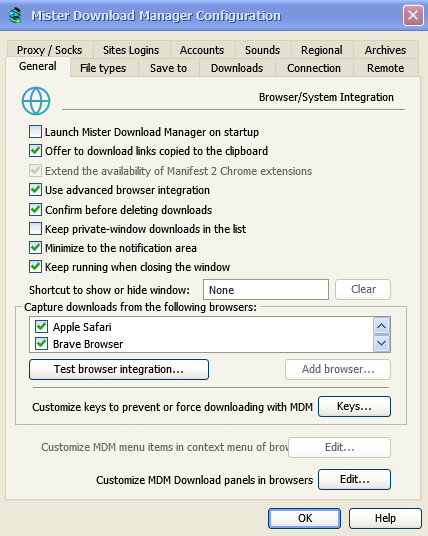 Mister Download Manager Configuration
Proxy / Socks Sites Logins Accounts Sounds Regional Archives
General File types Save to Downloads Connection Remote
Browser/System Integration
Launch Mister Download Manager on startup
Offer to download links copied to the clipboard
Extend the availability of Manifest 2 Chrome extensions
Use advanced browser integration
Confirm before deleting downloads
Keep private-window downloads in the list
Minimize to the notification area
Keep running when closing the window
Shortcut to show or hide window: None Clear
Capture downloads from the following browsers:
Apple Safari
Brave Browser
Test browser integration... Add browser...
Customize keys to prevent or force downloading with MDM Keys...
Customize MDM menu items in context menu of Edit...
Customize MDM Download panels in browsers Edit...
OK Help